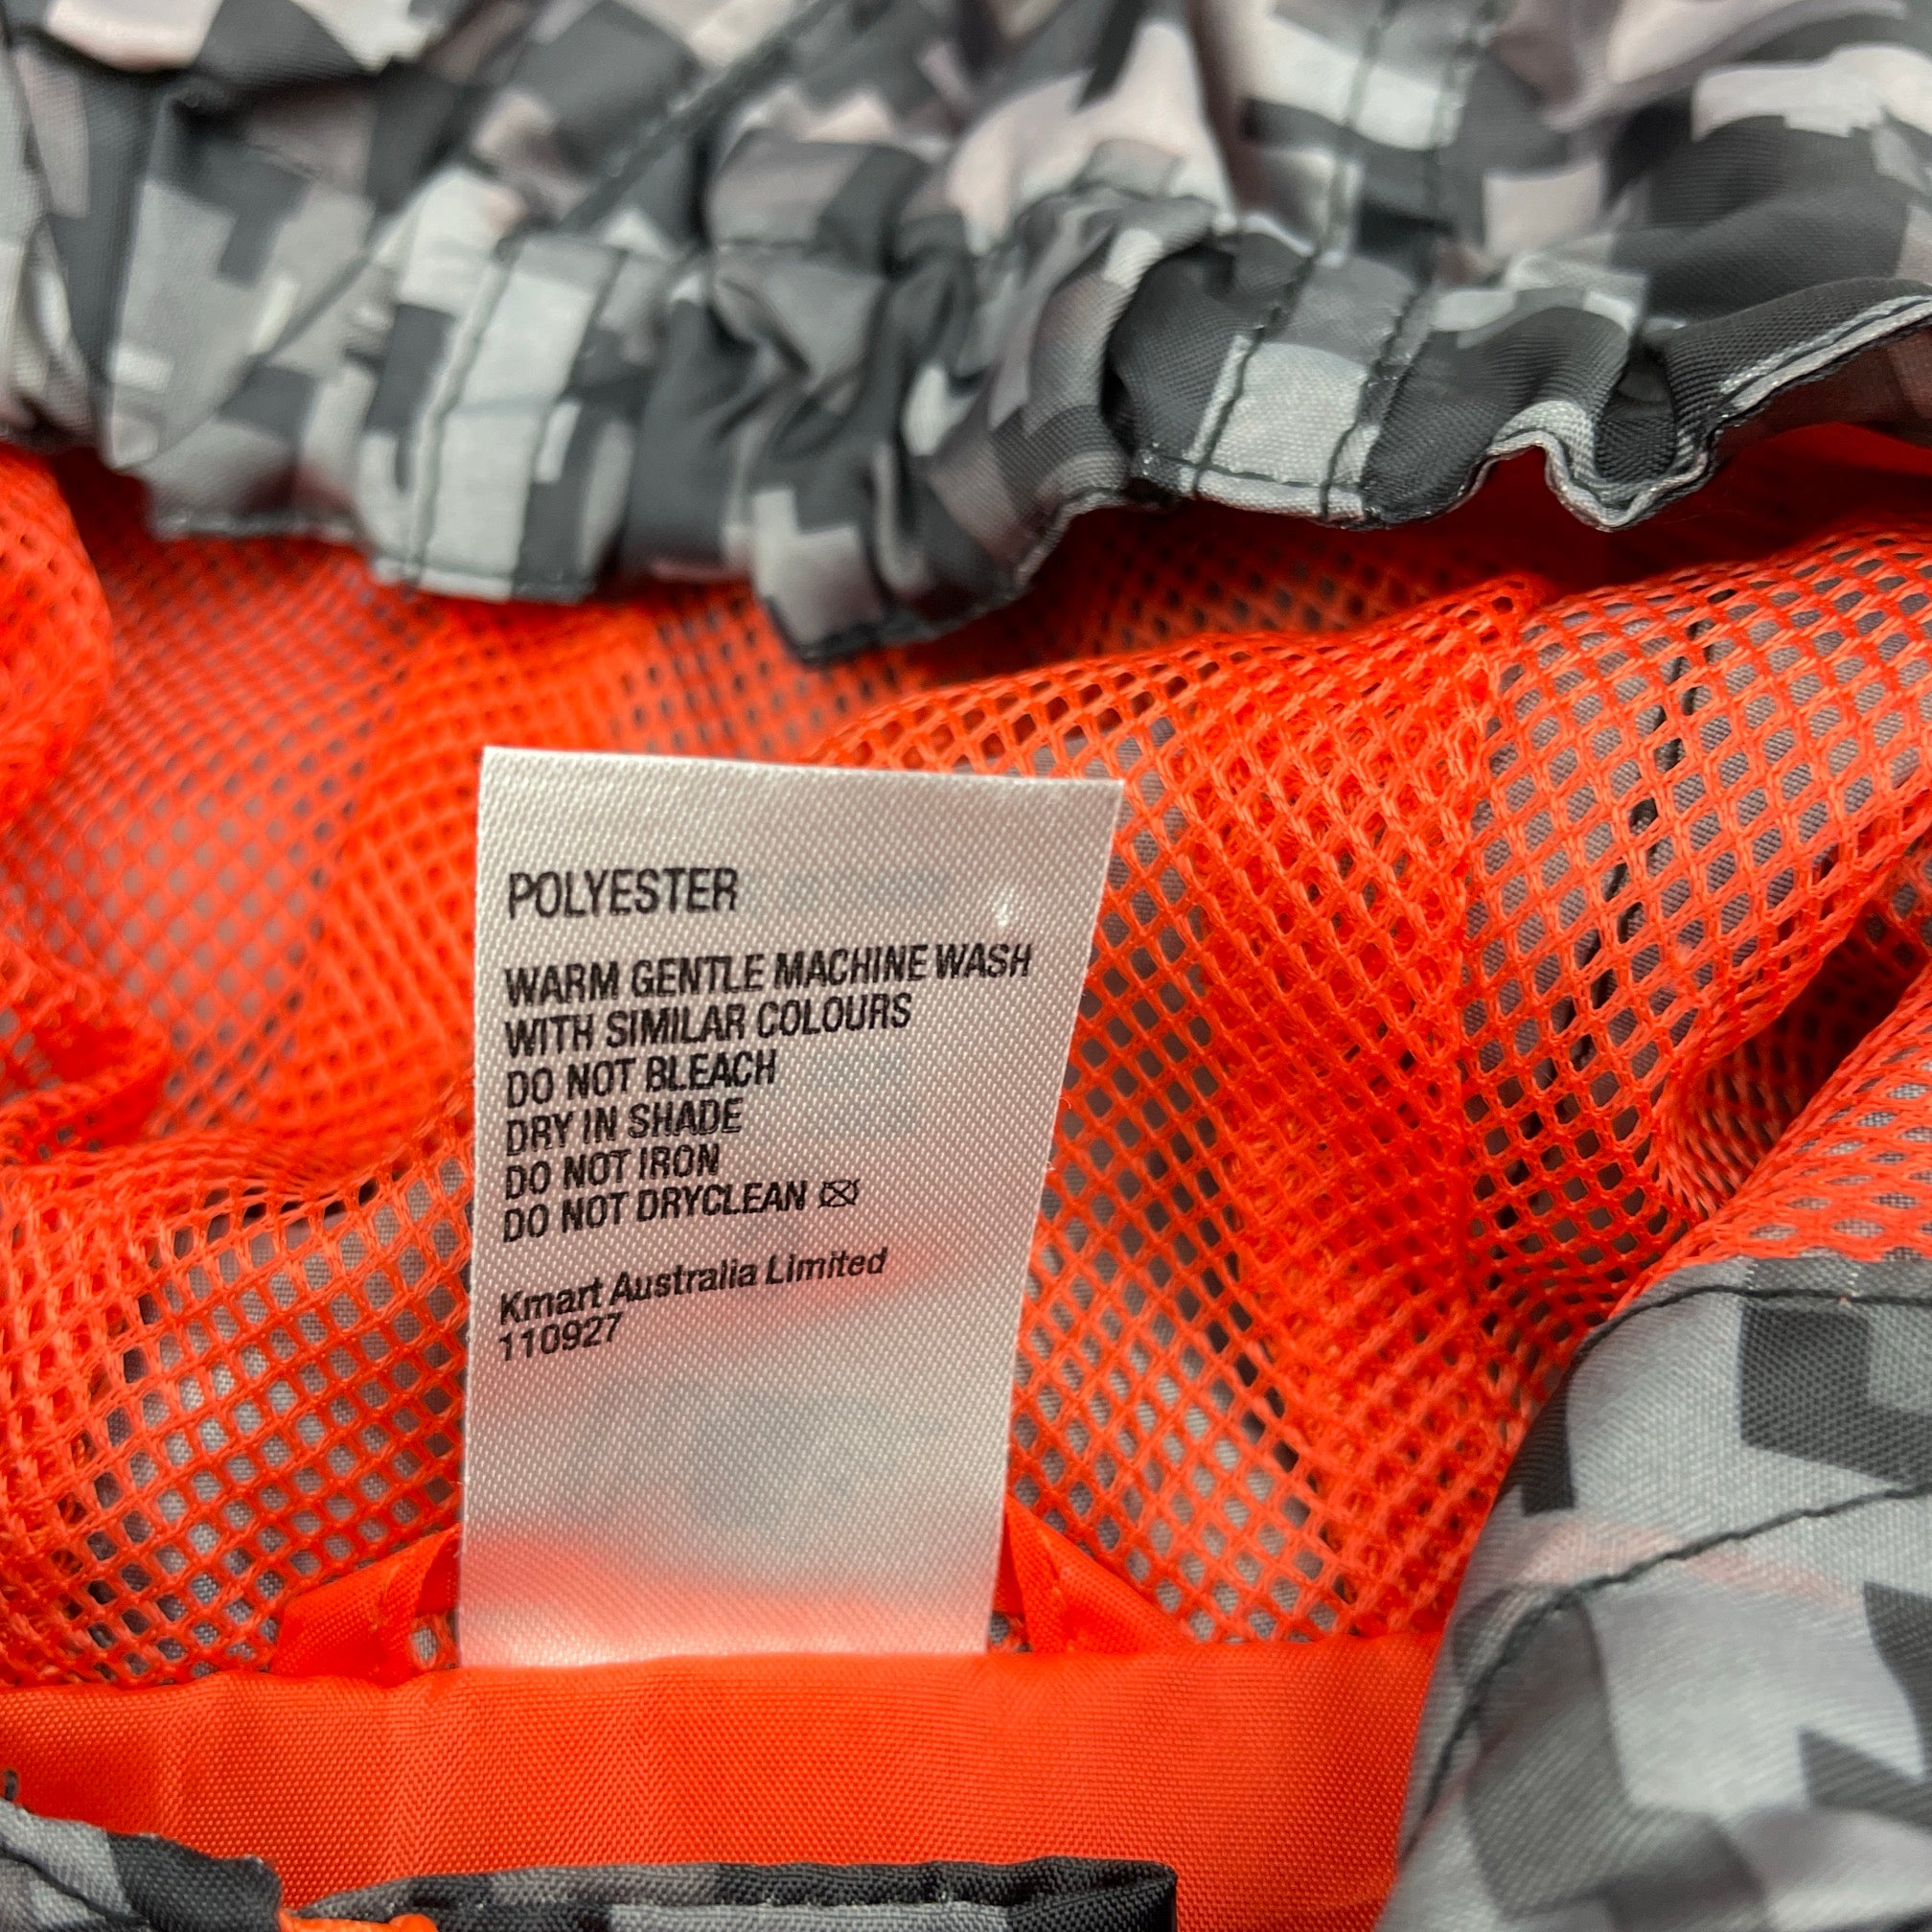 POLYESTER
WARM GENTLE MACHINE WASH
WITH SIMILAR COLOURS
DO NOT BLEACH
DRY IN SHADE
DO NOT IRON
DO NOT DRYCLEAN
Kmart Australia Limited
110927